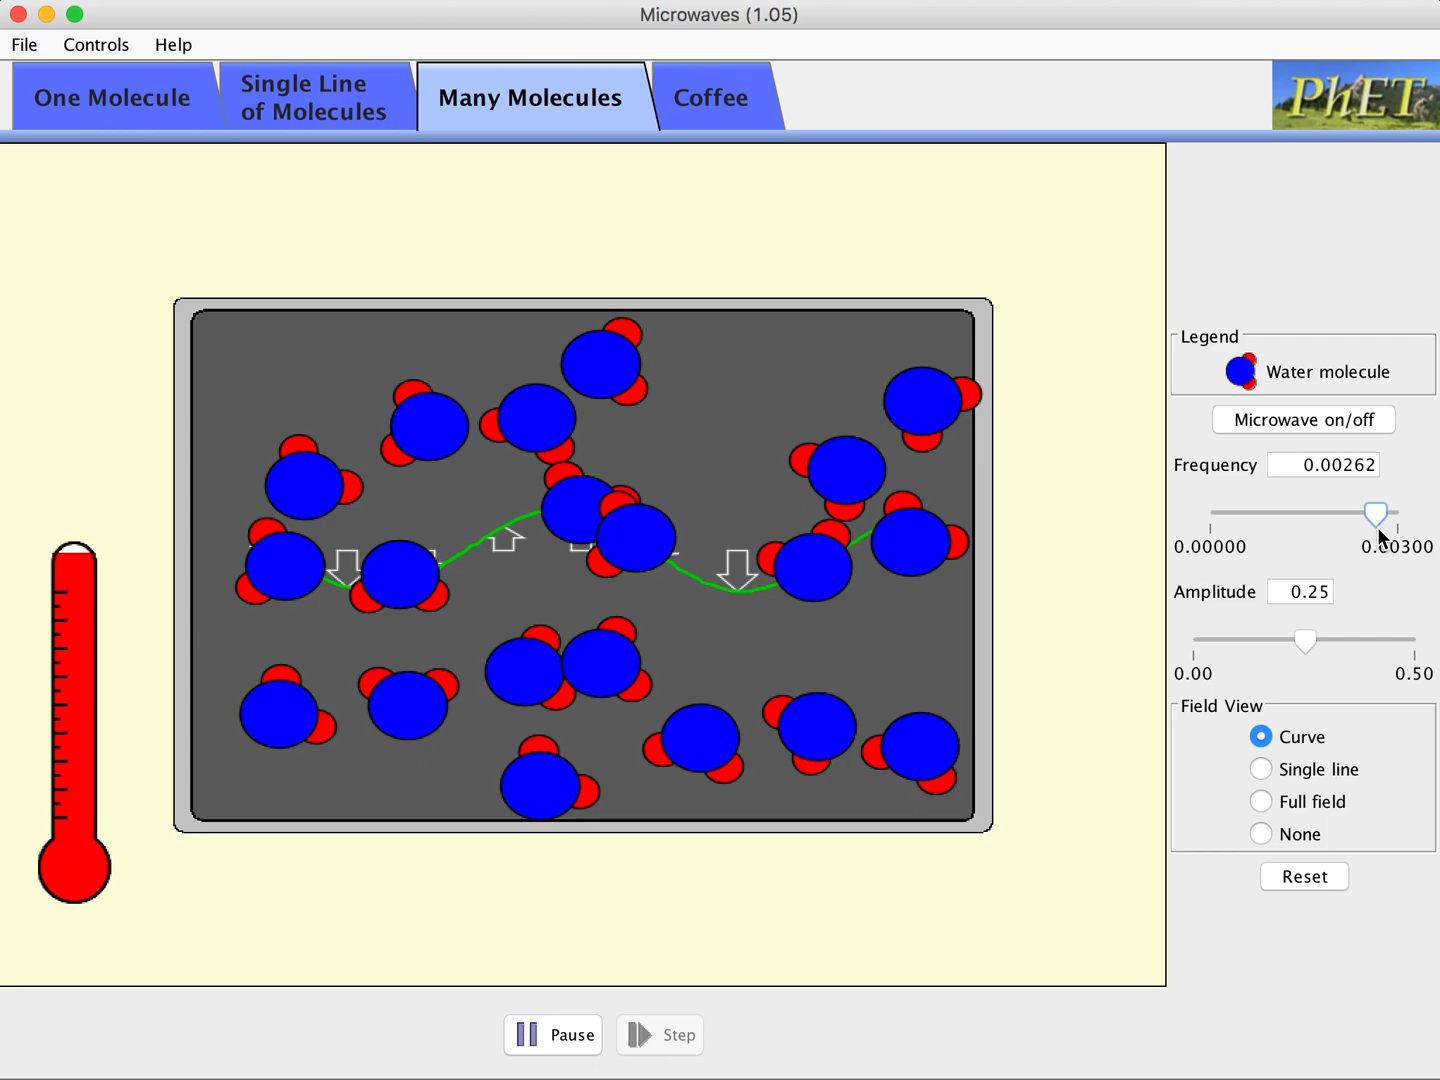 Microwaves (1.05)
File Controls Help
One Molecule
Single Line
of Molecules
Many Molecules
Coffee
PhET
Legend
Water molecule
Microwave on/off
Frequency 0.00262
0.00000 0.00300
Amplitude 0.25
0.00 0.50
Field View
Curve
Single line
Full field
None
Reset
Pause Step